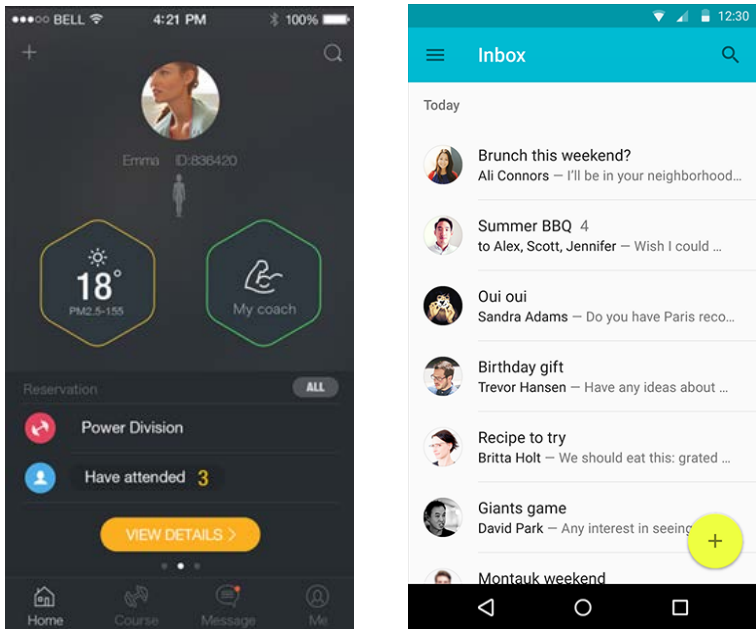 BELL 4:21 PM 100%
Emma ID:836420
18°
PM2.5-155
My coach
Reservation ALL
Power Division
Have attended 3
VIEW DETAILS >
Home Course Message Me
12:30
Inbox
Today
Brunch this weekend?
Ali Connors — I'll be in your neighborhood…
Summer BBQ 4
to Alex, Scott, Jennifer — Wish I could …
Oui oui
Sandra Adams — Do you have Paris reco…
Birthday gift
Trevor Hansen — Have any ideas about …
Recipe to try
Britta Holt — We should eat this: grated …
Giants game
David Park — Any interest in seeing
Montauk weekend